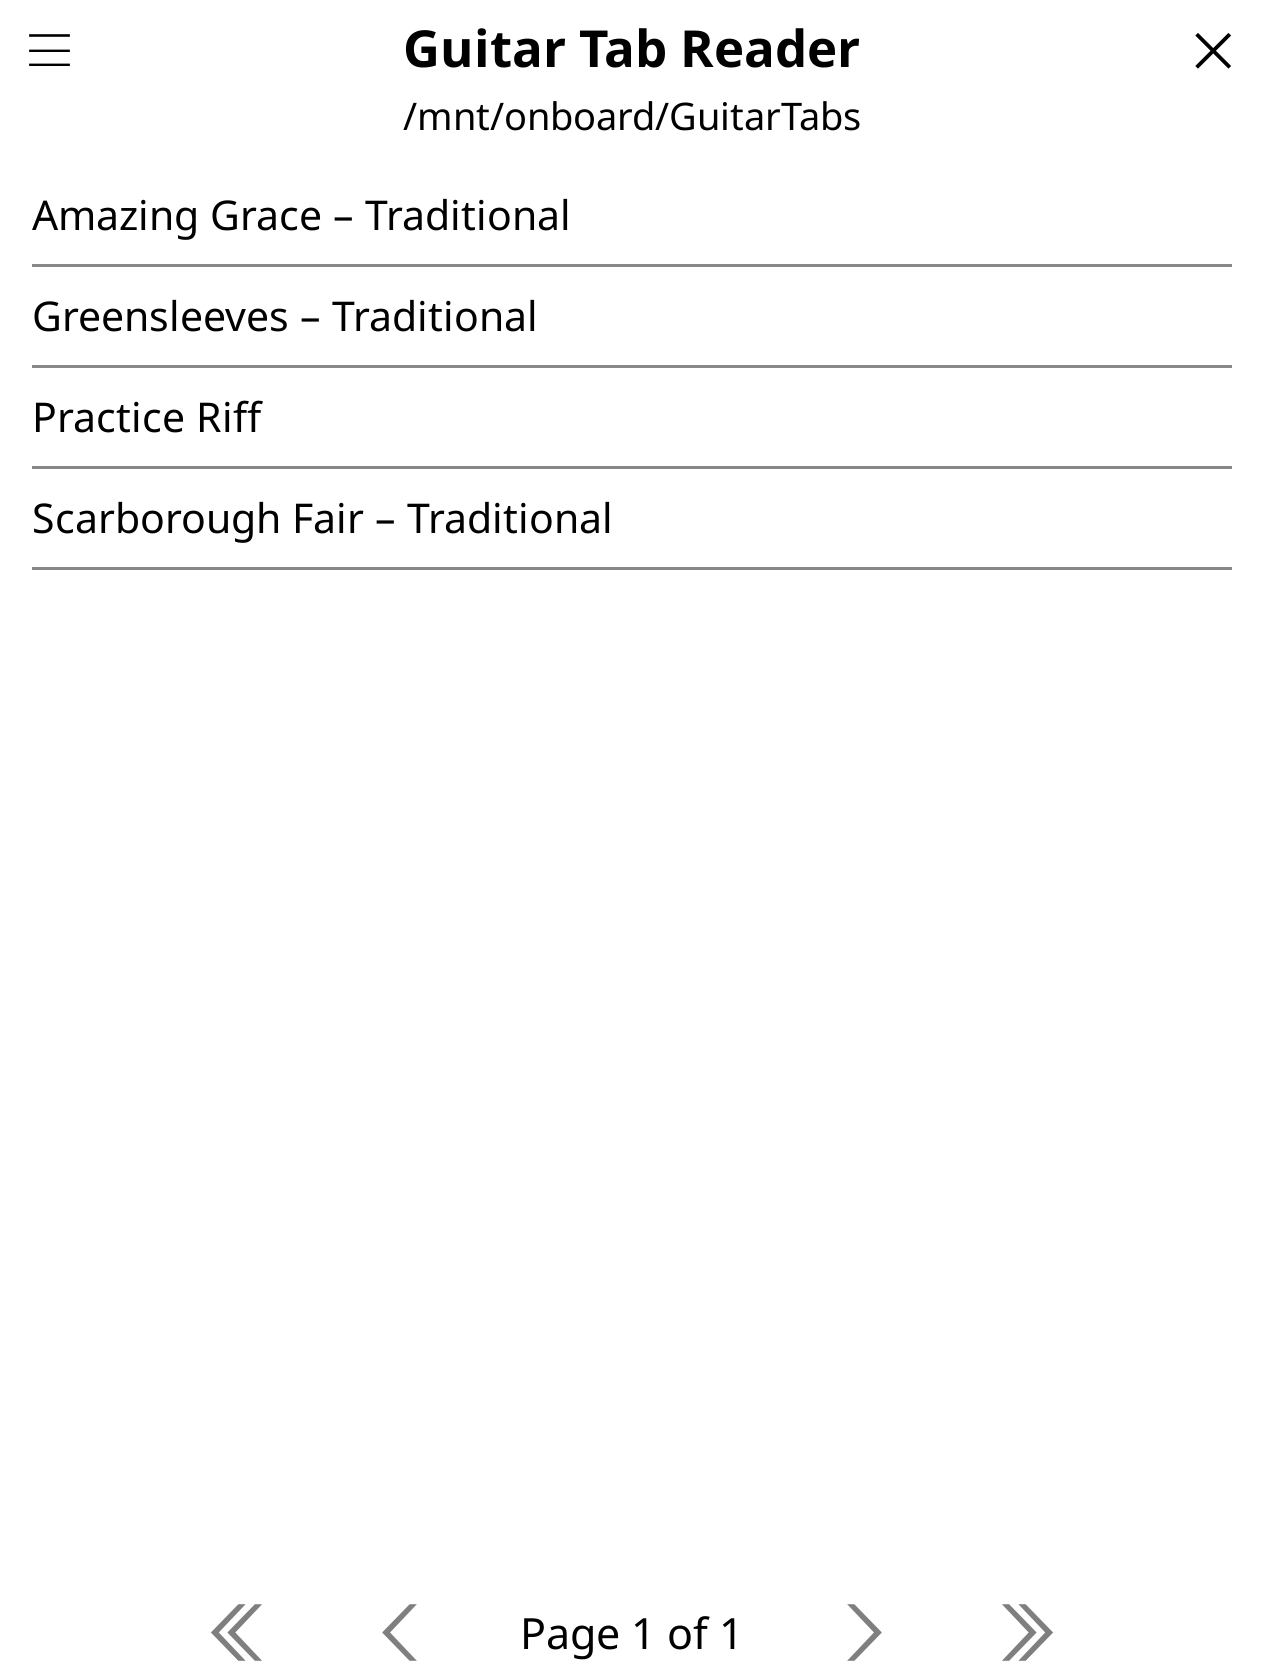 Guitar Tab Reader
/mnt/onboard/GuitarTabs
Amazing Grace – Traditional
Greensleeves – Traditional
Practice Riff
Scarborough Fair – Traditional
Page 1 of 1